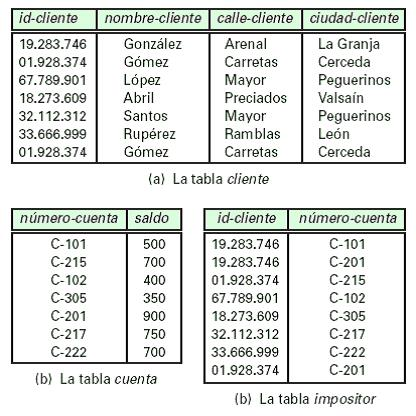 id-cliente nombre-cliente calle-cliente ciudad-cliente
19.283.746 González Arenal La Granja
01.928.374 Gómez Carretas Cerceda
67.789.901 López Mayor Peguerinos
18.273.609 Abril Preciados Valsaín
32.112.312 Santos Mayor Peguerinos
33.666.999 Rupérez Ramblas León
01.928.374 Gómez Carretas Cerceda
(a) La tabla cliente
número-cuenta saldo
C-101 500
C-215 700
C-102 400
C-305 350
C-201 900
C-217 750
C-222 700
(b) La tabla cuenta
id-cliente número-cuenta
19.283.746 C-101
19.283.746 C-201
01.928.374 C-215
67.789.901 C-102
18.273.609 C-305
32.112.312 C-217
33.666.999 C-222
01.928.374 C-201
(b) La tabla impositor